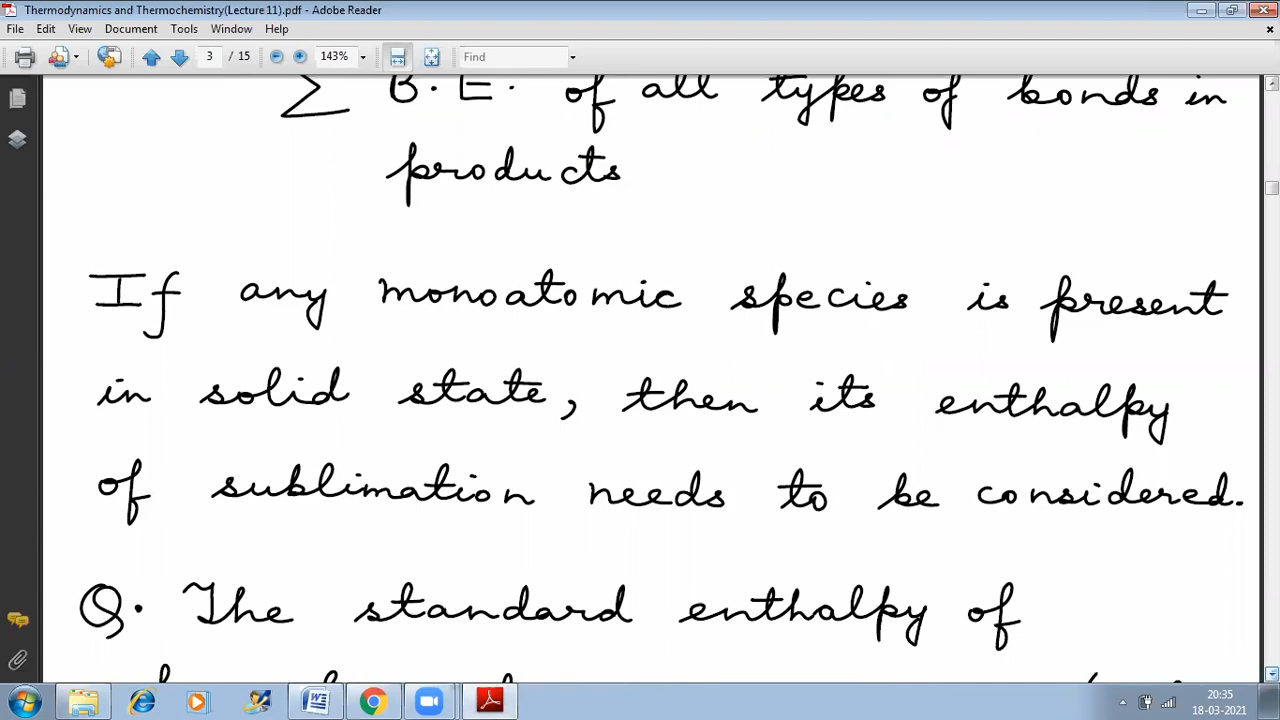 Thermodynamics and Thermochemistry(Lecture 11).pdf - Adobe Reader
File Edit View Document Tools Window Help
3 / 15 143% Find
∑ B.E. of all types of bonds in
products
If any monoatomic species is present
in solid state, then its enthalpy
of sublimation needs to be considered.
Q. The standard enthalpy of
20:35
18-03-2021